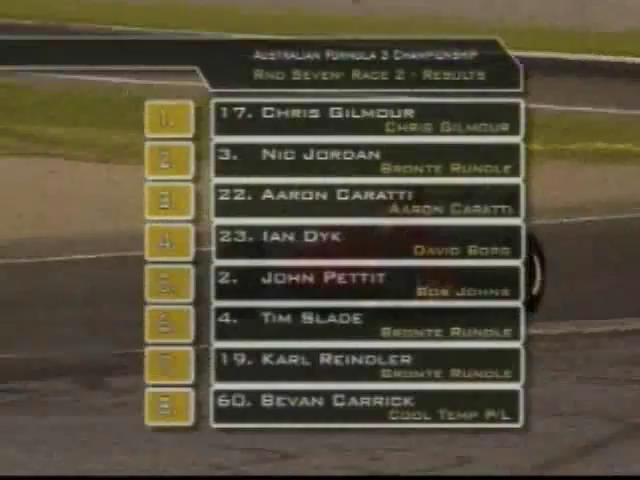 Australian Formula 3 Championship
Rnd Seven- Race 2 - Results
1. 17. Chris Gilmour
Chris Gilmour
2. 3. Nic Jordan
Bronte Rundle
3. 22. Aaron Caratti
Aaron Caratti
4. 23. Ian Dyk
David Borg
5. 2. John Pettit
Bob Johns
6. 4. Tim Slade
Bronte Rundle
7. 19. Karl Reindler
Bronte Rundle
8. 60. Bevan Carrick
Cool Temp P/L